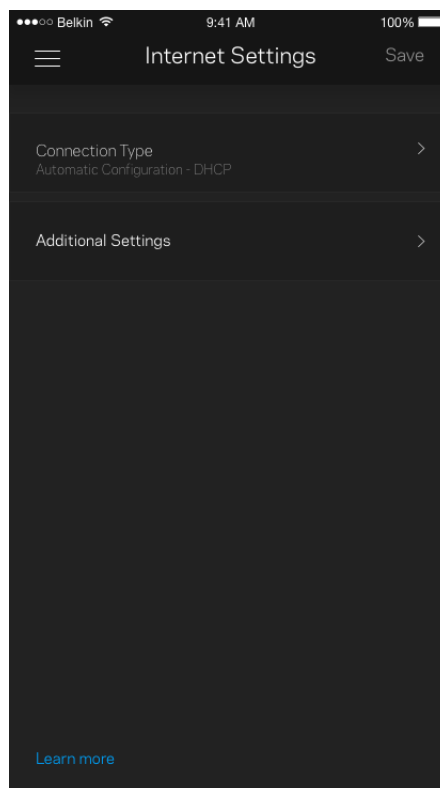 Belkin 9:41 AM 100%
Internet Settings Save
Connection Type
Automatic Configuration - DHCP
Additional Settings
Learn more